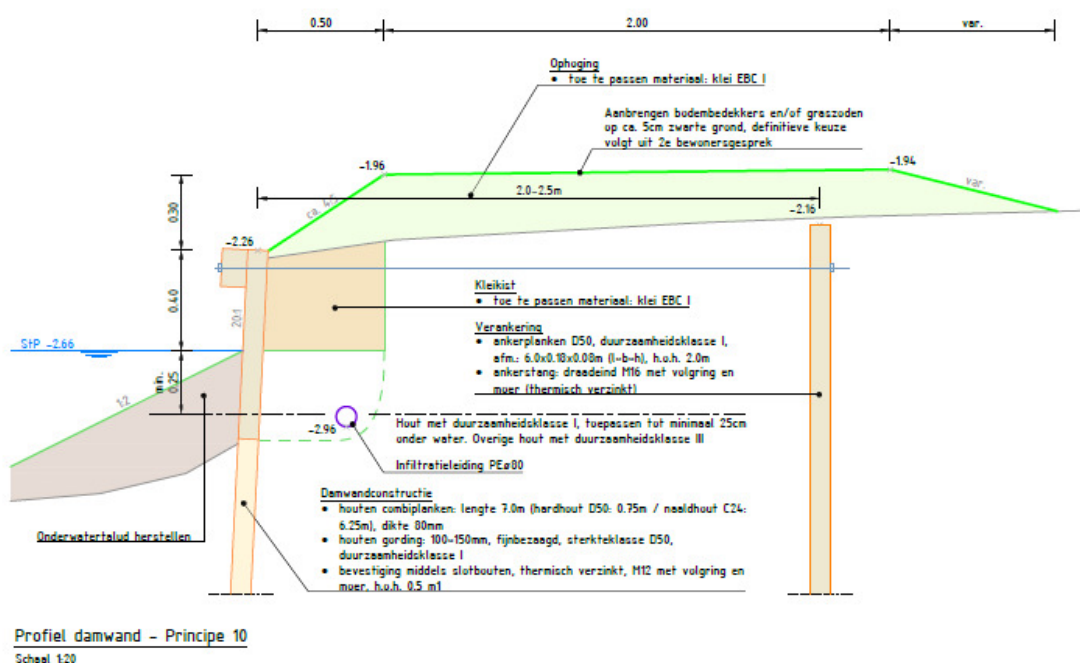 0.50
2.00
var.
Ophoging
• toe te passen materiaal: klei EBC I
Aanbrengen bodembedekkers en/of graszoden
op ca. 5cm zwarte grond, definitieve keuze
volgt uit 2e bewonersgesprek
-1.96
-1.94
ca. 4:5
2.0-2.5m
var.
0.30
-2.16
-2.26
0.40
20:1
Kleikist
• toe te passen materiaal: klei EBC I
Verankering
• ankerplanken D50, duurzaamheidsklasse I,
afm.: 6.0x0.18x0.08m (l×b×h), h.o.h. 2.0m
• ankerstang: draadeind M16 met volgring en
moer (thermisch verzinkt)
StP -2.66
min.
0.25
1:2
-2.96
Hout met duurzaamheidsklasse I, toepassen tot minimaal 25cm
onder water. Overige hout met duurzaamheidsklasse III
Infiltratieleiding PEø80
Damwandconstructie
• houten combiplanken: lengte 7.0m (hardhout D50: 0.75m / naaldhout C24:
6.25m), dikte 80mm
• houten gording: 100×150mm, fijnbezaagd, sterkteklasse D50,
duurzaamheidsklasse I
• bevestiging middels slotbouten, thermisch verzinkt, M12 met volgring en
moer, h.o.h. 0.5 m1
Onderwatertalud herstellen
Profiel damwand - Principe 10
Schaal 1:20